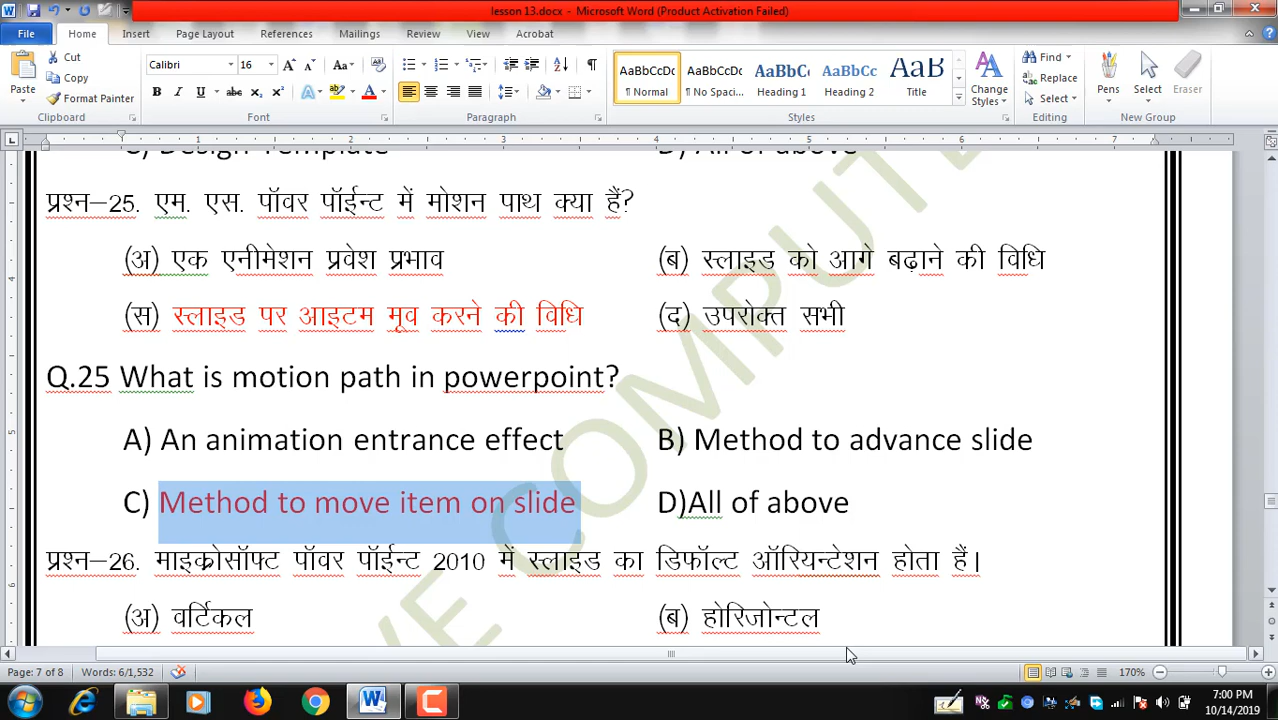 lesson 13.docx - Microsoft Word (Product Activation Failed)
File Home Insert Page Layout References Mailings Review View Acrobat
Paste Cut Copy Format Painter Clipboard
Calibri 16 Font
Paragraph
AaBbCcDc ¶ Normal AaBbCcDc ¶ No Spaci... AaBbC Heading 1 AaBbCc Heading 2 AaB Title Change Styles Styles
Find Replace Select Editing
Pens Select Eraser New Group
C) Design Template D) All of above
प्रश्न–25. एम. एस. पॉवर पॉईन्ट में मोशन पाथ क्या हैं?
(अ) एक एनीमेशन प्रवेश प्रभाव (ब) स्लाइड को आगे बढ़ाने की विधि
(स) स्लाइड पर आइटम मूव करने की विधि (द) उपरोक्त सभी
Q.25 What is motion path in powerpoint?
A) An animation entrance effect B) Method to advance slide
C) Method to move item on slide D)All of above
प्रश्न–26. माइक्रोसॉफ्ट पॉवर पॉईन्ट 2010 में स्लाइड का डिफॉल्ट ऑरियन्टेशन होता हैं।
(अ) वर्टिकल (ब) होरिजोन्टल
Page: 7 of 8 Words: 6/1,532 170%
7:00 PM
10/14/2019